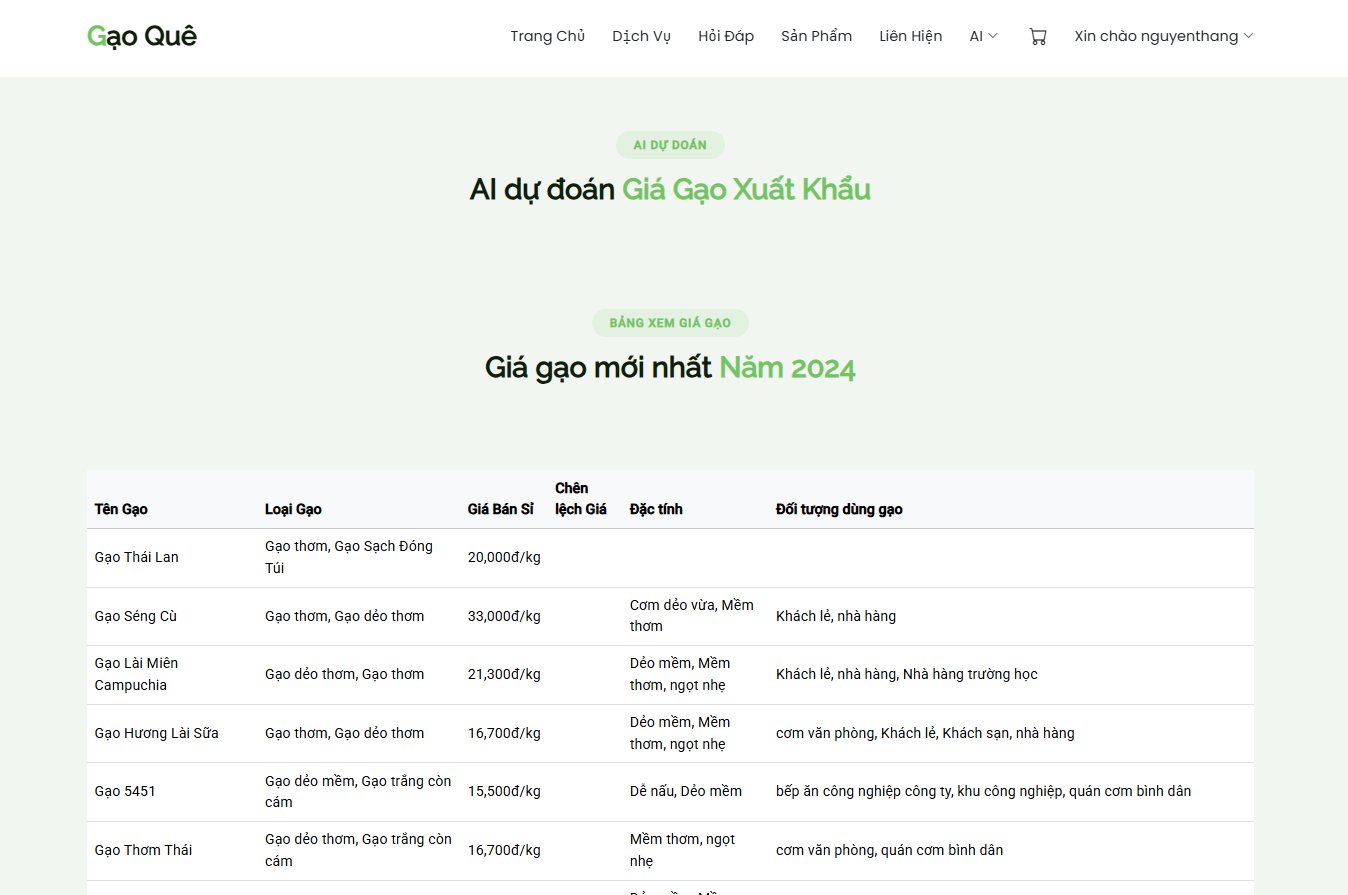 Gạo Quê
Trang Chủ Dịch Vụ Hỏi Đáp Sản Phẩm Liên Hiện AI Xin chào nguyenthang
AI DỰ DOÁN
AI dự đoán Giá Gạo Xuất Khẩu
BẢNG XEM GIÁ GẠO
Giá gạo mới nhất Năm 2024
Tên Gạo Loại Gạo Giá Bán Sỉ Chên lệch Giá Đặc tính Đối tượng dùng gạo
Gạo Thái Lan
Gạo thơm, Gạo Sạch Đóng
Túi
20,000đ/kg
Gạo Séng Cù
Gạo thơm, Gạo dẻo thơm
33,000đ/kg
Cơm dẻo vừa, Mềm
thơm
Khách lẻ, nhà hàng
Gạo Lài Miên
Campuchia
Gạo dẻo thơm, Gạo thơm
21,300đ/kg
Dẻo mềm, Mềm
thơm, ngọt nhẹ
Khách lẻ, nhà hàng, Nhà hàng trường học
Gạo Hương Lài Sữa
Gạo thơm, Gạo dẻo thơm
16,700đ/kg
Dẻo mềm, Mềm
thơm, ngọt nhẹ
cơm văn phòng, Khách lẻ, Khách sạn, nhà hàng
Gạo 5451
Gạo dẻo mềm, Gạo trắng còn
cám
15,500đ/kg
Dễ nấu, Dẻo mềm
bếp ăn công nghiệp công ty, khu công nghiệp, quán cơm bình dân
Gạo Thơm Thái
Gạo dẻo thơm, Gạo trắng còn
cám
16,700đ/kg
Mềm thơm, ngọt
nhẹ
cơm văn phòng, quán cơm bình dân